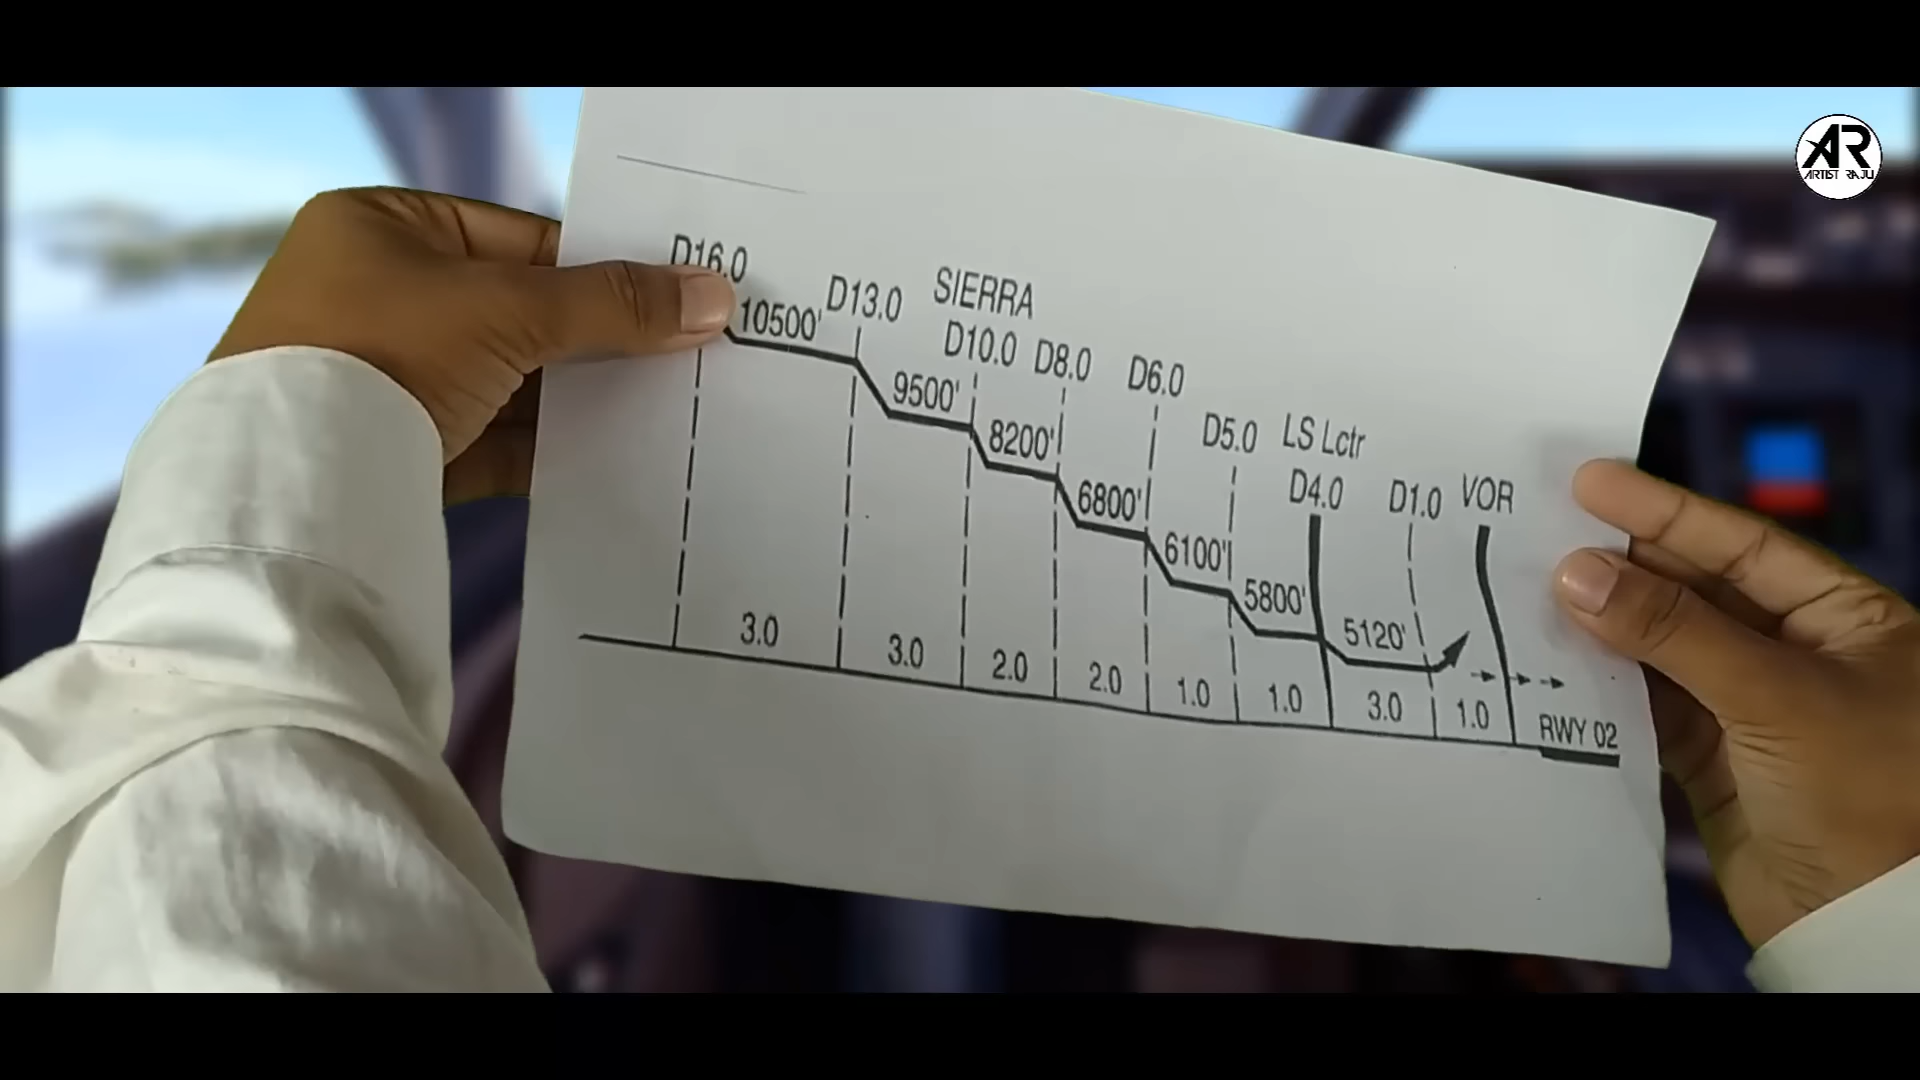 AR
ARTIST RAJU
D16.0
10500'
D13.0
SIERRA
D10.0
9500'
D8.0
8200'
D6.0
6800'
D5.0
6100'
LS Lctr
D4.0
5800'
D1.0
5120'
VOR
3.0
3.0
2.0
2.0
1.0
1.0
3.0
1.0
RWY 02